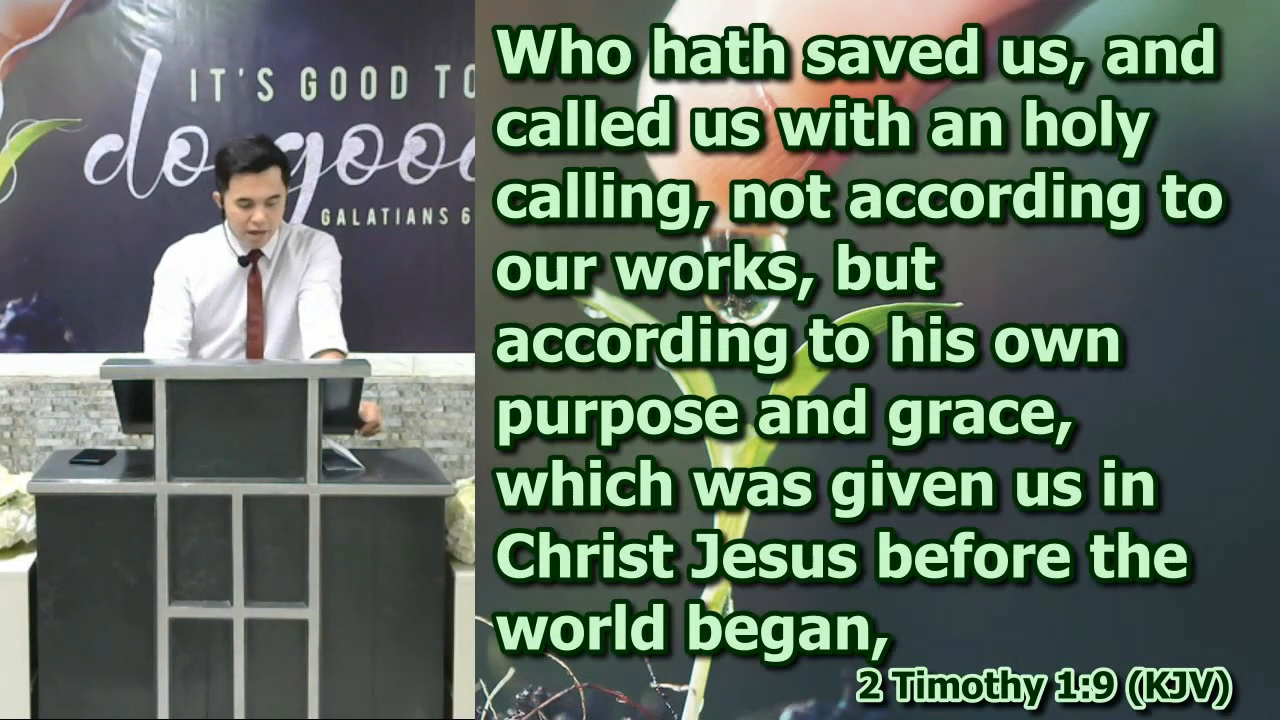 IT'S GOOD TO
do good
GALATIANS 6
Who hath saved us, and
called us with an holy
calling, not according to
our works, but
according to his own
purpose and grace,
which was given us in
Christ Jesus before the
world began,
2 Timothy 1:9 (KJV)